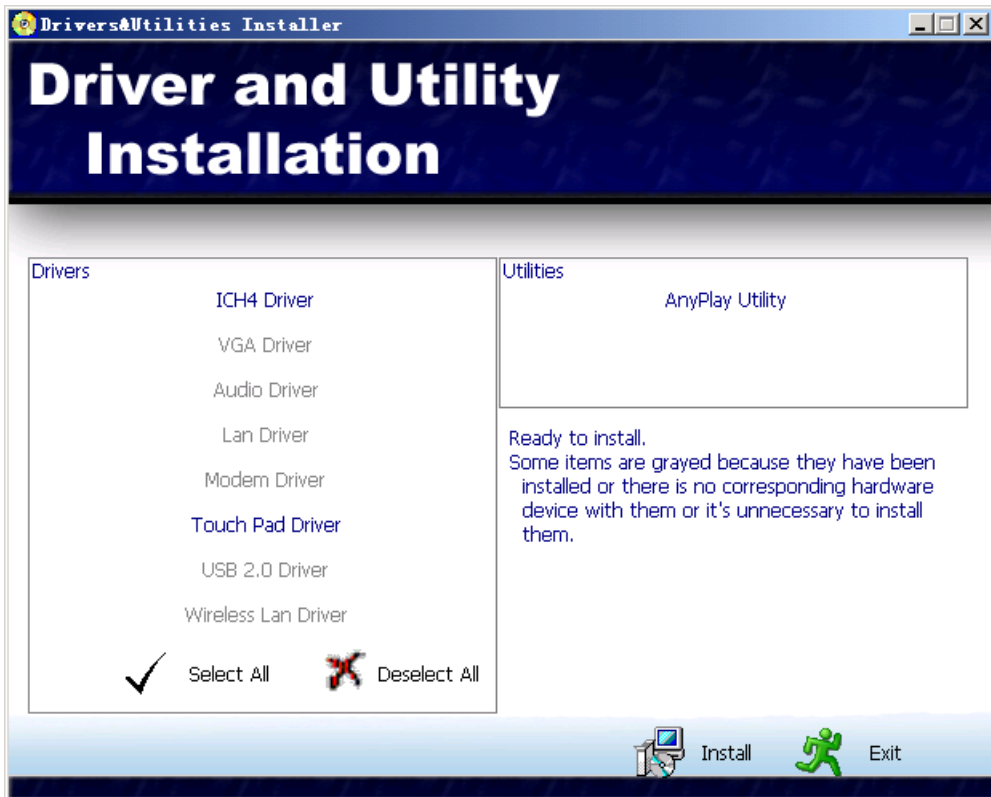 Drivers&Utilities Installer
Driver and Utility
Installation
Drivers
ICH4 Driver
VGA Driver
Audio Driver
Lan Driver
Modem Driver
Touch Pad Driver
USB 2.0 Driver
Wireless Lan Driver
Select All
Deselect All
Utilities
AnyPlay Utility
Ready to install.
Some items are grayed because they have been
installed or there is no corresponding hardware
device with them or it's unnecessary to install
them.
Install
Exit